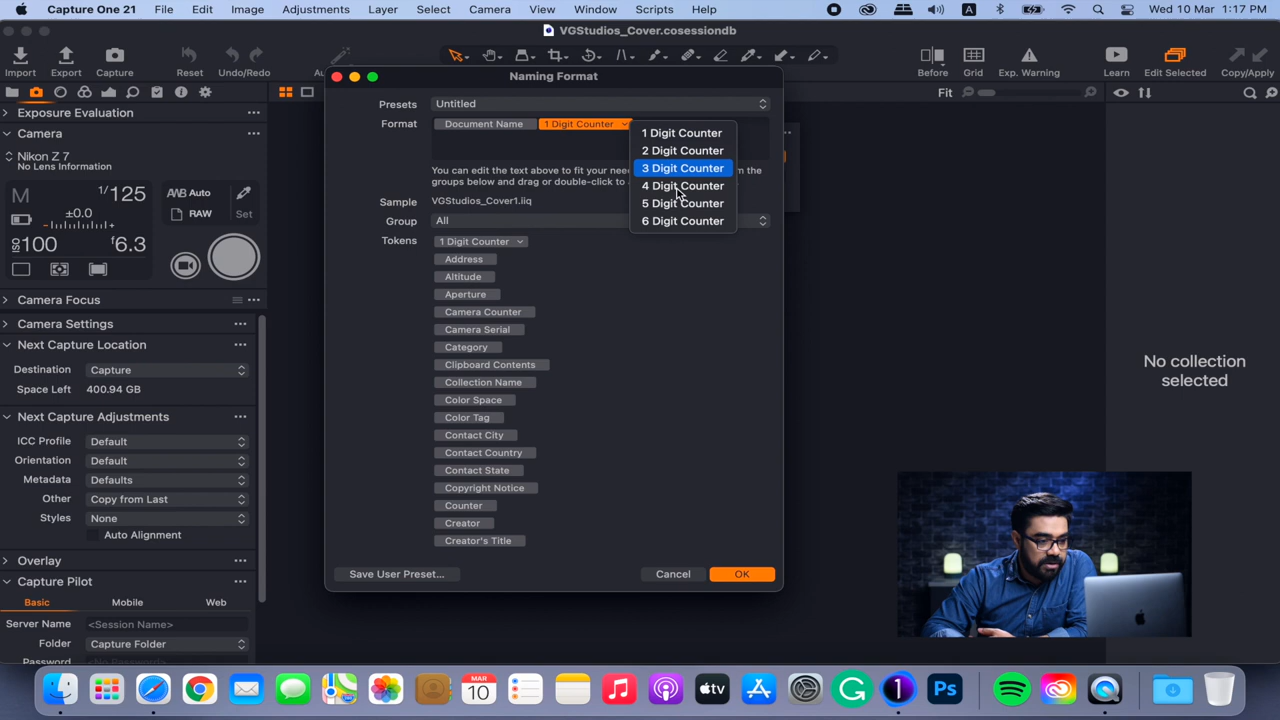 Capture One 21 File Edit Image Adjustments Layer Select Camera View Window Scripts Help A Wed 10 Mar 1:17 PM
VGStudios_Cover.cosessiondb
Import Export Capture Reset Undo/Redo Before Grid Exp. Warning Learn Edit Selected Copy/Apply
Fit
Exposure Evaluation
Camera
Nikon Z 7
No Lens Information
M 1/125 AWB Auto
±0.0 RAW Set
ISO100 f6.3
Camera Focus
Camera Settings
Next Capture Location
Destination Capture
Space Left 400.94 GB
Next Capture Adjustments
ICC Profile Default
Orientation Default
Metadata Defaults
Other Copy from Last
Styles None
Auto Alignment
Overlay
Capture Pilot
Basic Mobile Web
Server Name <Session Name>
Folder Capture Folder
Password
Naming Format
Presets Untitled
Format Document Name 1 Digit Counter
You can edit the text above to fit your
groups below and drag or double-click to
m the
Sample VGStudios_Cover1.iiq
Group All
Tokens 1 Digit Counter
Address
Altitude
Aperture
Camera Counter
Camera Serial
Category
Clipboard Contents
Collection Name
Color Space
Color Tag
Contact City
Contact Country
Contact State
Copyright Notice
Counter
Creator
Creator's Title
Save User Preset... Cancel OK
1 Digit Counter
2 Digit Counter
3 Digit Counter
4 Digit Counter
5 Digit Counter
6 Digit Counter
No collection
selected
MAR
10
tv
1
Ps